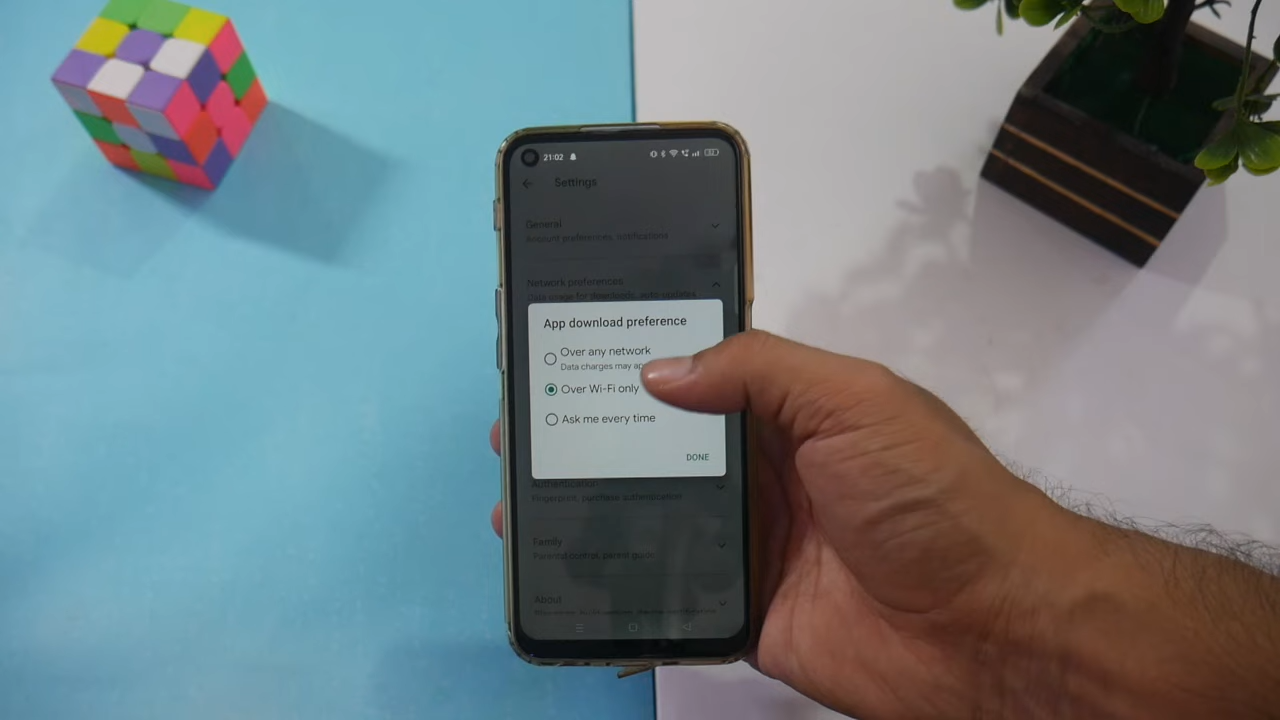 21:02
Settings
General
Account preferences, notifications
Network preferences
Data usage for downloads, auto-updates
App download preference
Over any network
Data charges may ap
Over Wi-Fi only
Ask me every time
DONE
Authentication
Fingerprint, purchase authentication
Family
Parental control, parent guide
About